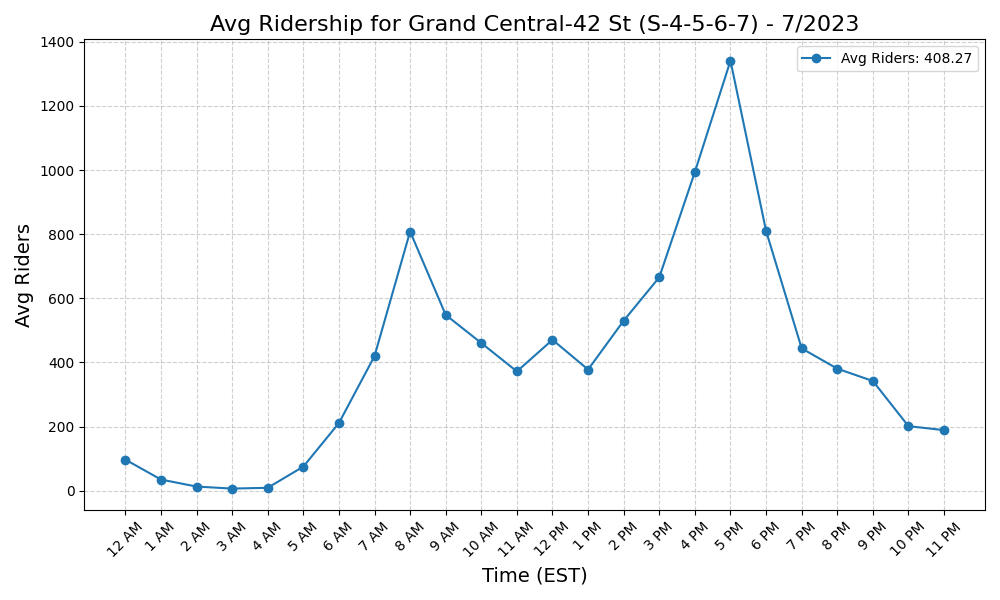 Avg Ridership for Grand Central-42 St (S-4-5-6-7) - 7/2023
Avg Riders: 408.27
Avg Riders
1400
1200
1000
800
600
400
200
0
12 AM
1 AM
2 AM
3 AM
4 AM
5 AM
6 AM
7 AM
8 AM
9 AM
10 AM
11 AM
12 PM
1 PM
2 PM
3 PM
4 PM
5 PM
6 PM
7 PM
8 PM
9 PM
10 PM
11 PM
Time (EST)